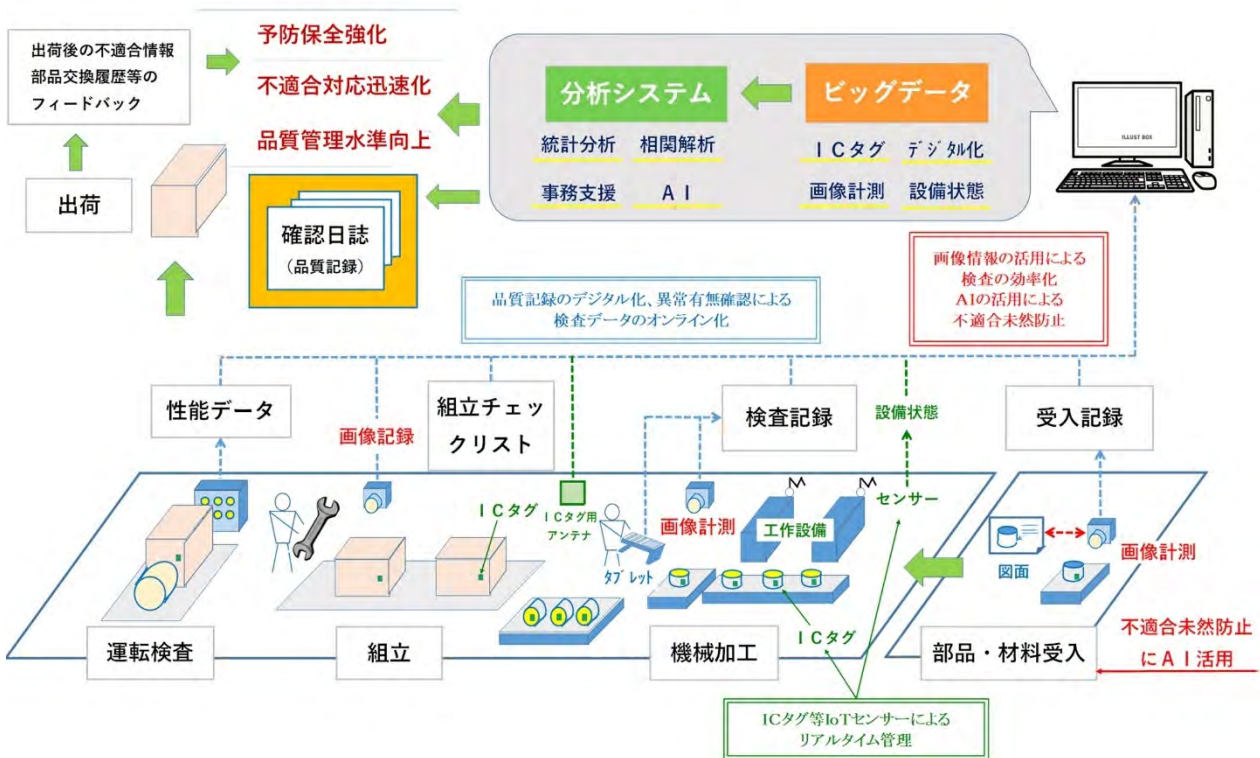 出荷後の不適合情報
部品交換履歴等の
フィードバック
予防保全強化
不適合対応迅速化
品質管理水準向上
分析システム
ビッグデータ
統計分析
相関解析
事務支援
ＡＩ
ＩＣタグ
デジタル化
画像計測
設備状態
ILLUST BOX
出荷
確認日誌
（品質記録）
品質記録のデジタル化、異常有無確認による
検査データのオンライン化
画像情報の活用による
検査の効率化
AIの活用による
不適合未然防止
性能データ
画像記録
組立チェッ
クリスト
検査記録
設備状態
受入記録
ＩＣタグ
ＩＣタグ用
アンテナ
タブレット
画像計測
工作設備
センサー
図面
画像計測
ＩＣタグ
運転検査
組立
機械加工
部品・材料受入
不適合未然防止
にＡＩ活用
ICタグ等IoTセンサーによる
リアルタイム管理